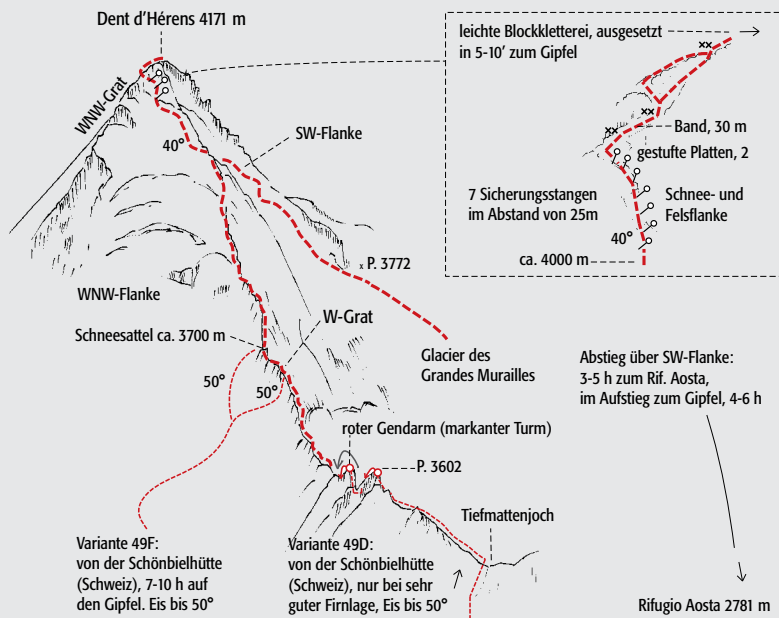 Dent d'Hérens 4171 m
WNW-Grat
40°
SW-Flanke
x P. 3772
WNW-Flanke
W-Grat
Schneesattel ca. 3700 m
50°
50°
Glacier des
Grandes Murailles
roter Gendarm (markanter Turm)
P. 3602
Tiefmattenjoch
Variante 49F:
von der Schönbielhütte
(Schweiz), 7-10 h auf
den Gipfel. Eis bis 50°
Variante 49D:
von der Schönbielhütte
(Schweiz), nur bei sehr
guter Firnlage, Eis bis 50°
leichte Blockkletterei, ausgesetzt
in 5-10' zum Gipfel
xx
xx
xx
Band, 30 m
gestufte Platten, 2
7 Sicherungsstangen
im Abstand von 25m
Schnee- und
Felsflanke
40°
ca. 4000 m
Abstieg über SW-Flanke:
3-5 h zum Rif. Aosta,
im Aufstieg zum Gipfel, 4-6 h
Rifugio Aosta 2781 m